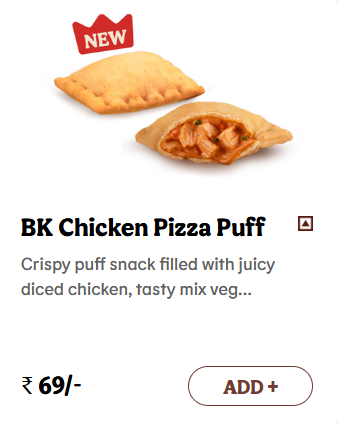 NEW
BK Chicken Pizza Puff
Crispy puff snack filled with juicy
diced chicken, tasty mix veg...
₹ 69/-
ADD +